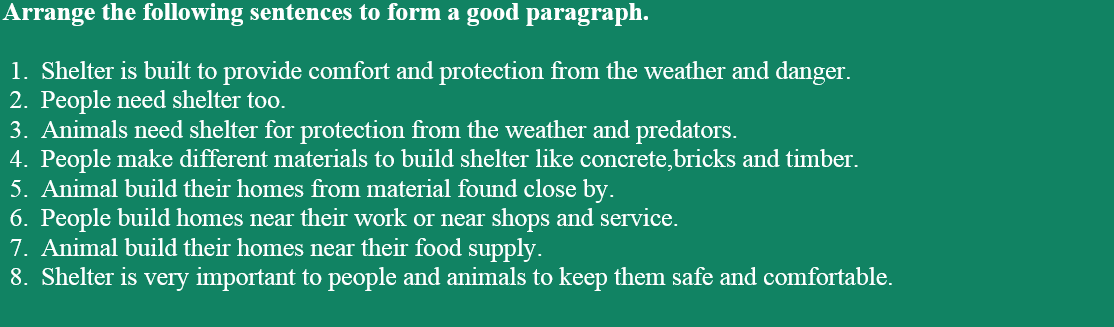 Arrange the following sentences to form a good paragraph.
1. Shelter is built to provide comfort and protection from the weather and danger.
2. People need shelter too.
3. Animals need shelter for protection from the weather and predators.
4. People make different materials to build shelter like concrete,bricks and timber.
5. Animal build their homes from material found close by.
6. People build homes near their work or near shops and service.
7. Animal build their homes near their food supply.
8. Shelter is very important to people and animals to keep them safe and comfortable.